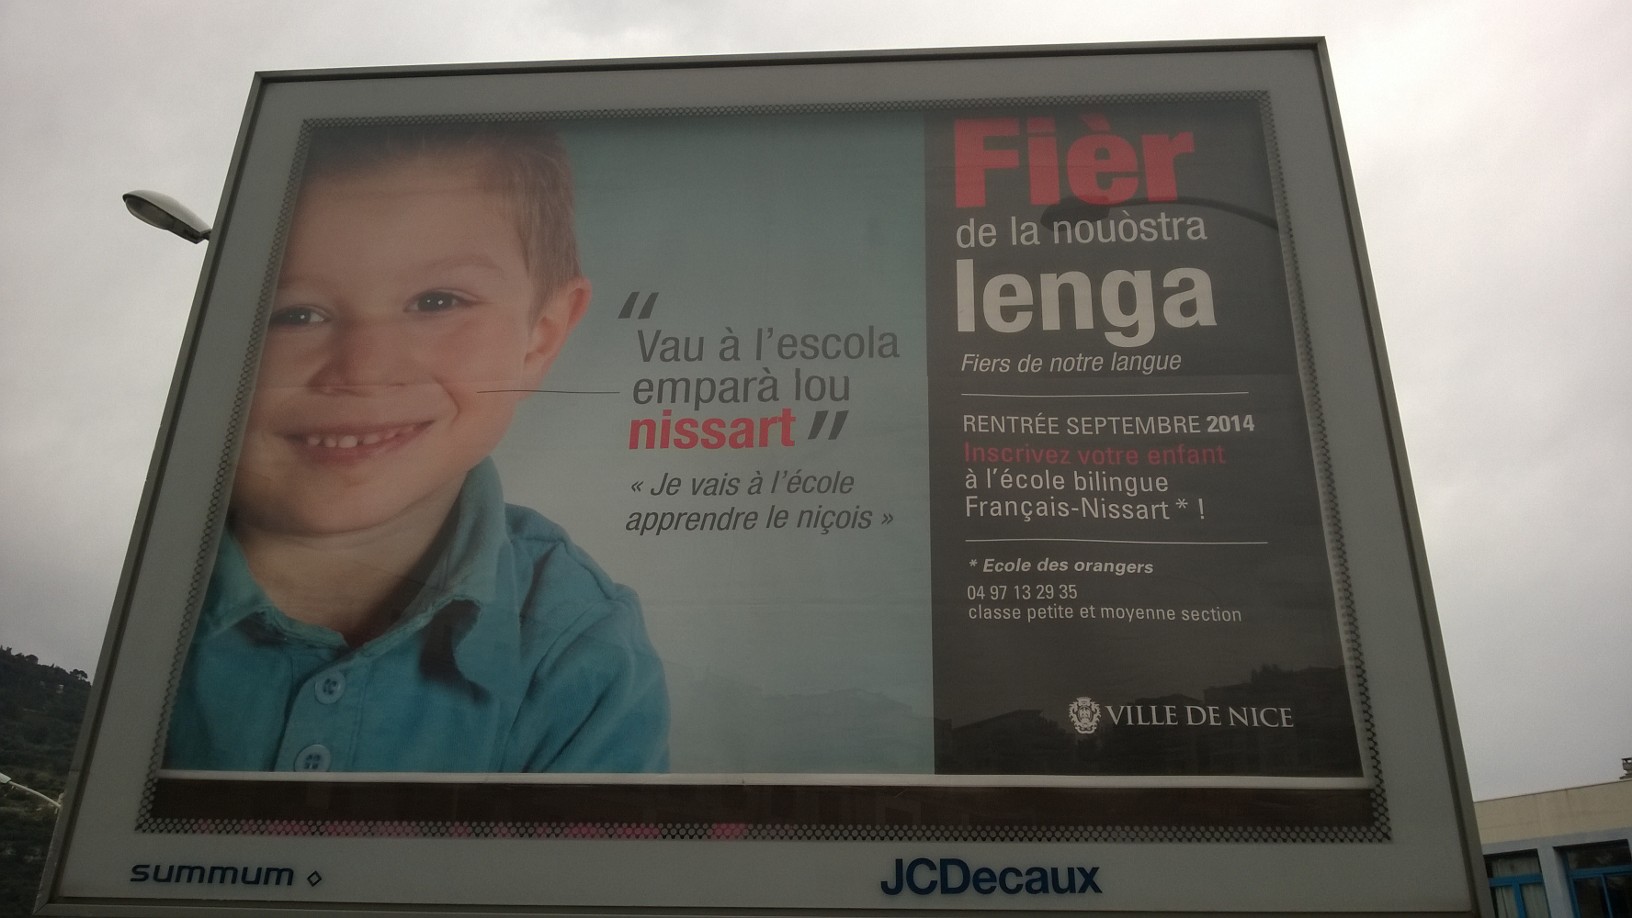 “ Vau à l’escola
emparà lou
nissart ”
« Je vais à l’école
apprendre le niçois »
Fièr
de la nouòstra
lenga
Fiers de notre langue
RENTRÉE SEPTEMBRE 2014
Inscrivez votre enfant
à l’école bilingue
Français-Nissart * !
* Ecole des orangers
04 97 13 29 35
classe petite et moyenne section
VILLE DE NICE
summum
JCDecaux